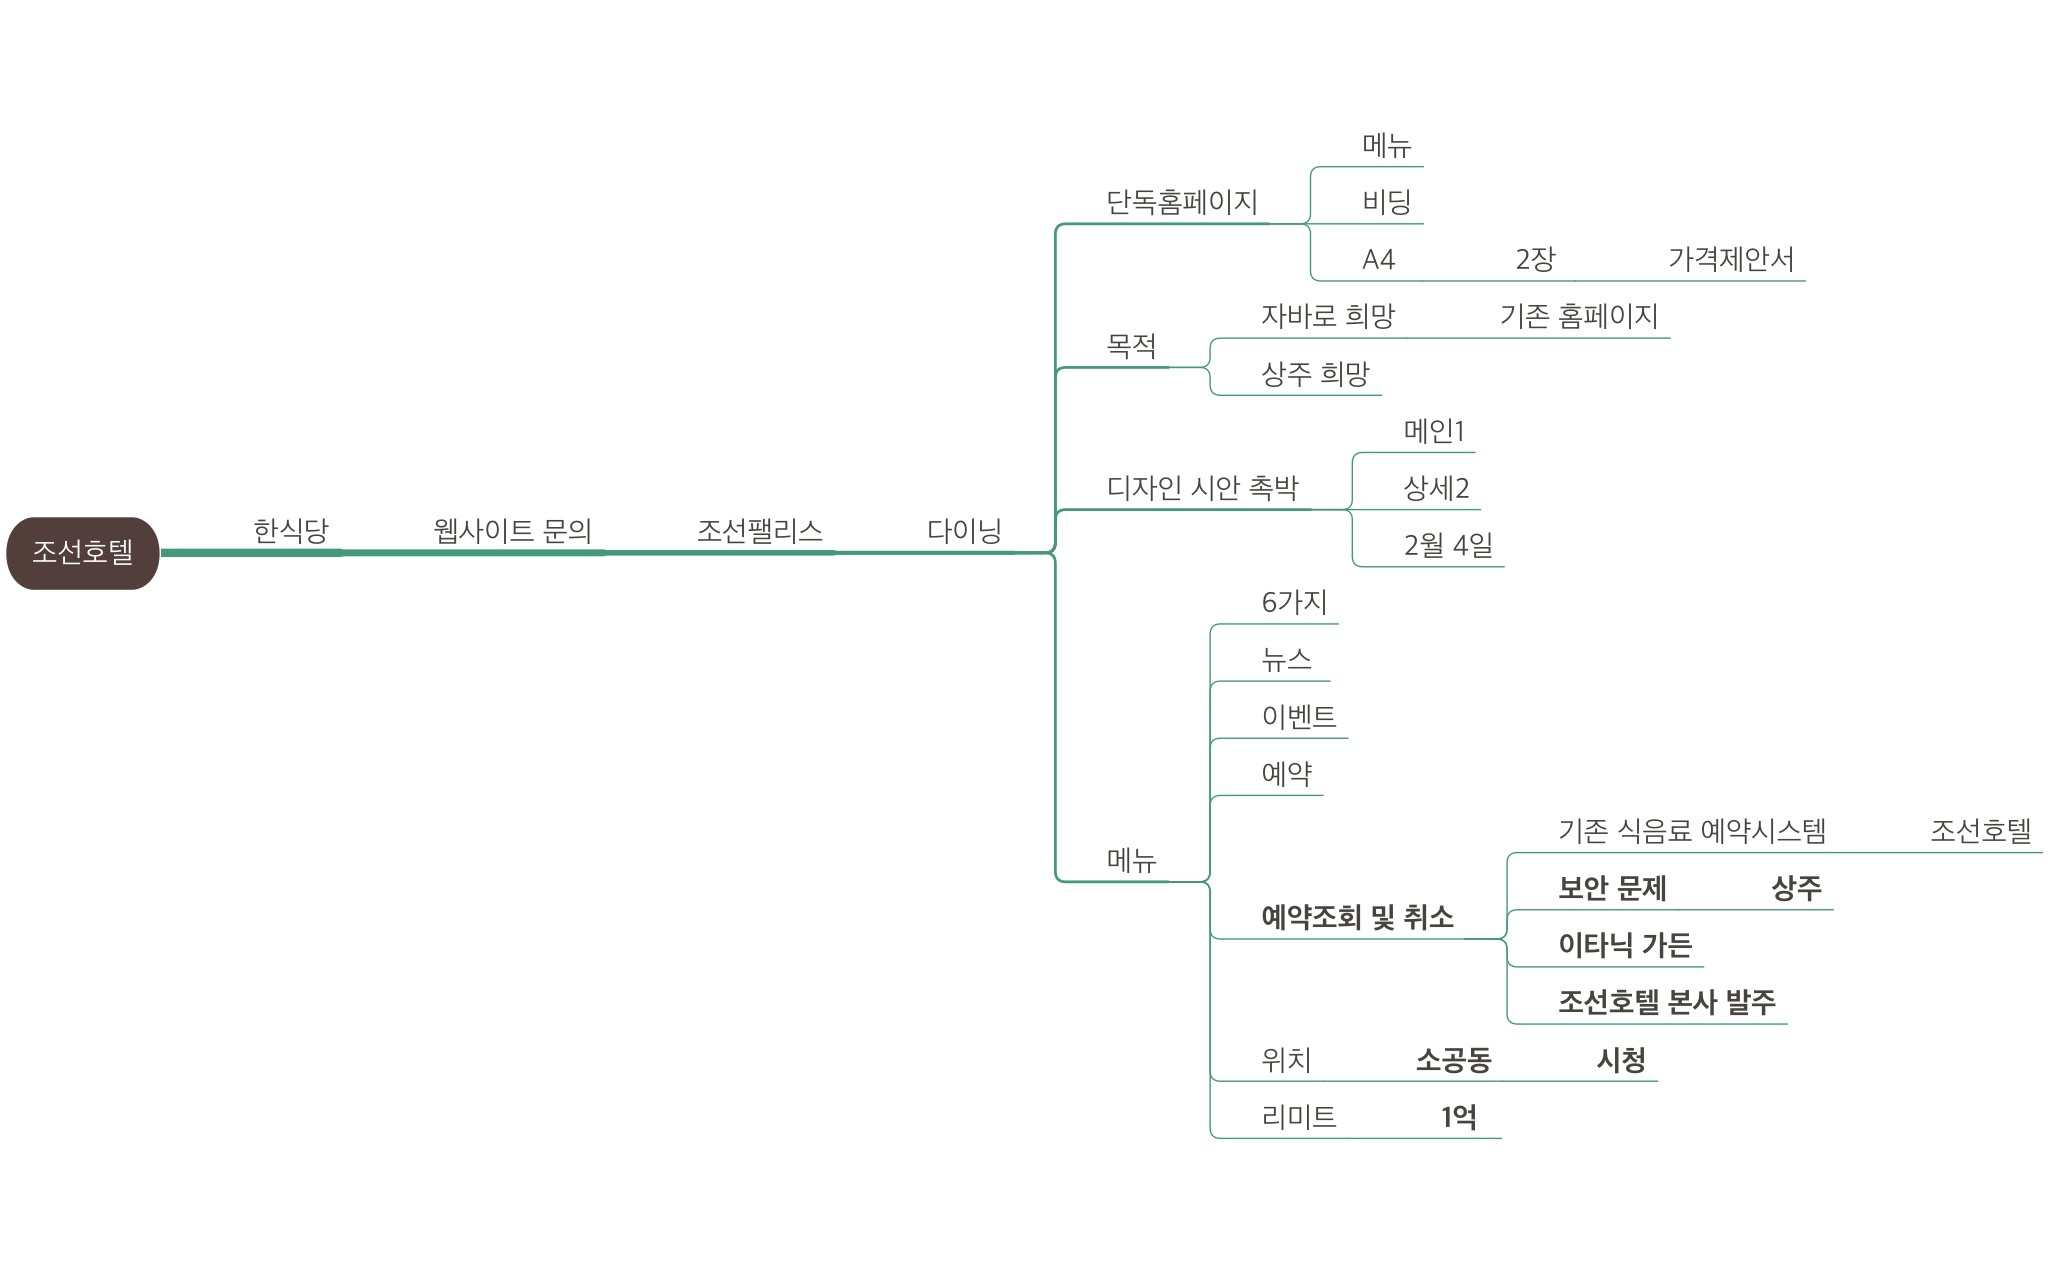 조선호텔
한식당
웹사이트 문의
조선팰리스
다이닝
단독홈페이지
메뉴
비딩
A4 2장 가격제안서
목적
자바로 희망 기존 홈페이지
상주 희망
디자인 시안 촉박
메인1
상세2
2월 4일
메뉴
6가지
뉴스
이벤트
예약
예약조회 및 취소
기존 식음료 예약시스템 조선호텔
보안 문제 상주
이타닉 가든
조선호텔 본사 발주
위치 소공동 시청
리미트 1억